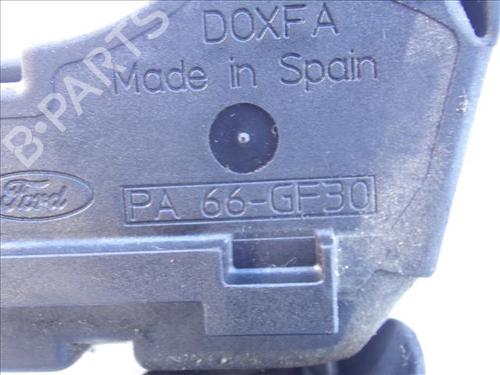 DOXFA
Made in Spain
Ford
PA 66-GF30
B-PARTS